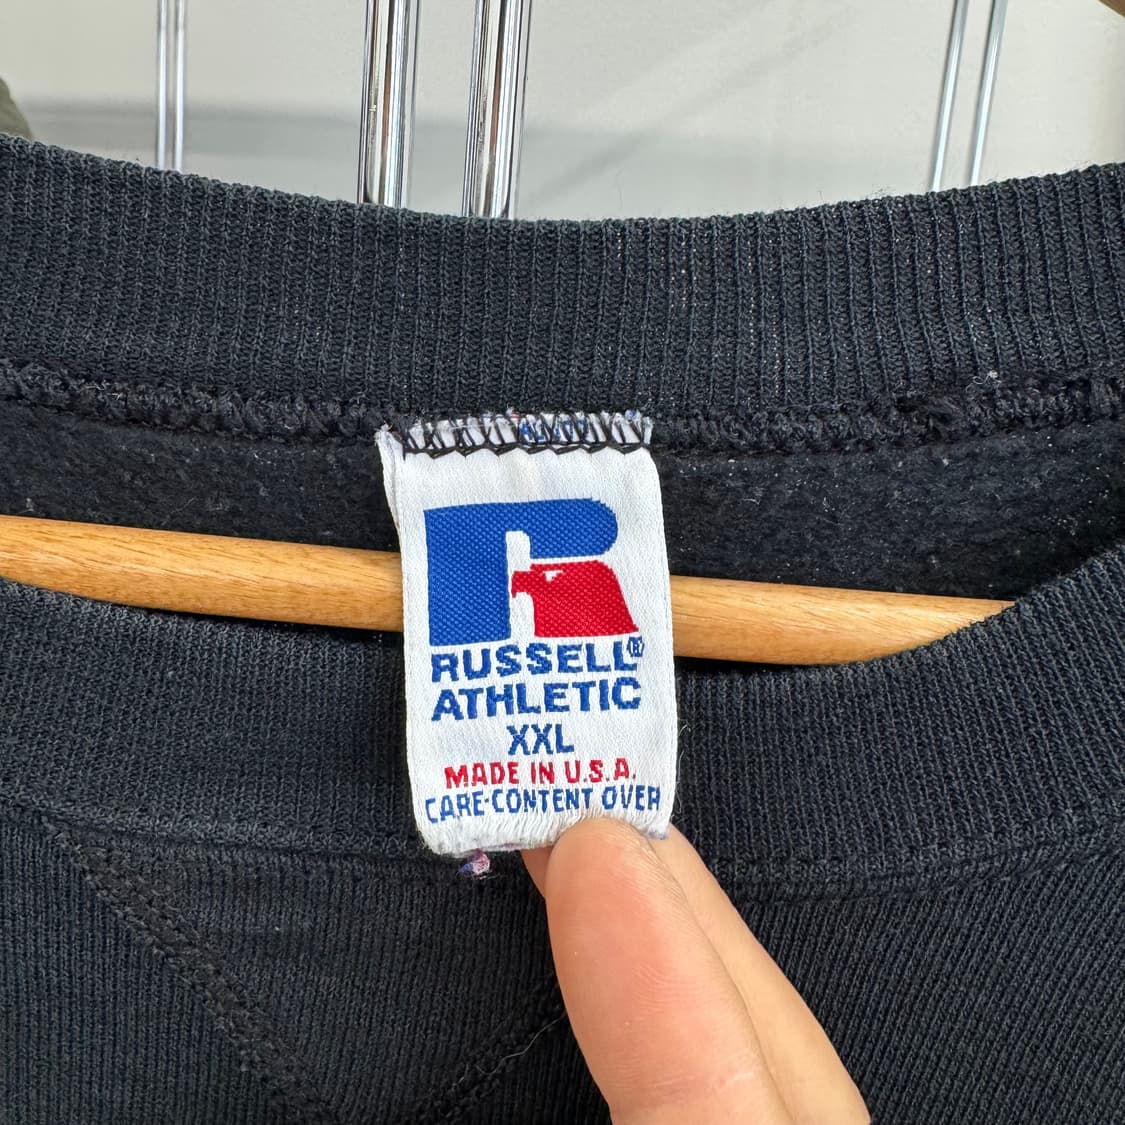 RUSSELL®
ATHLETIC
XXL
MADE IN U.S.A.
CARE-CONTENT OVER